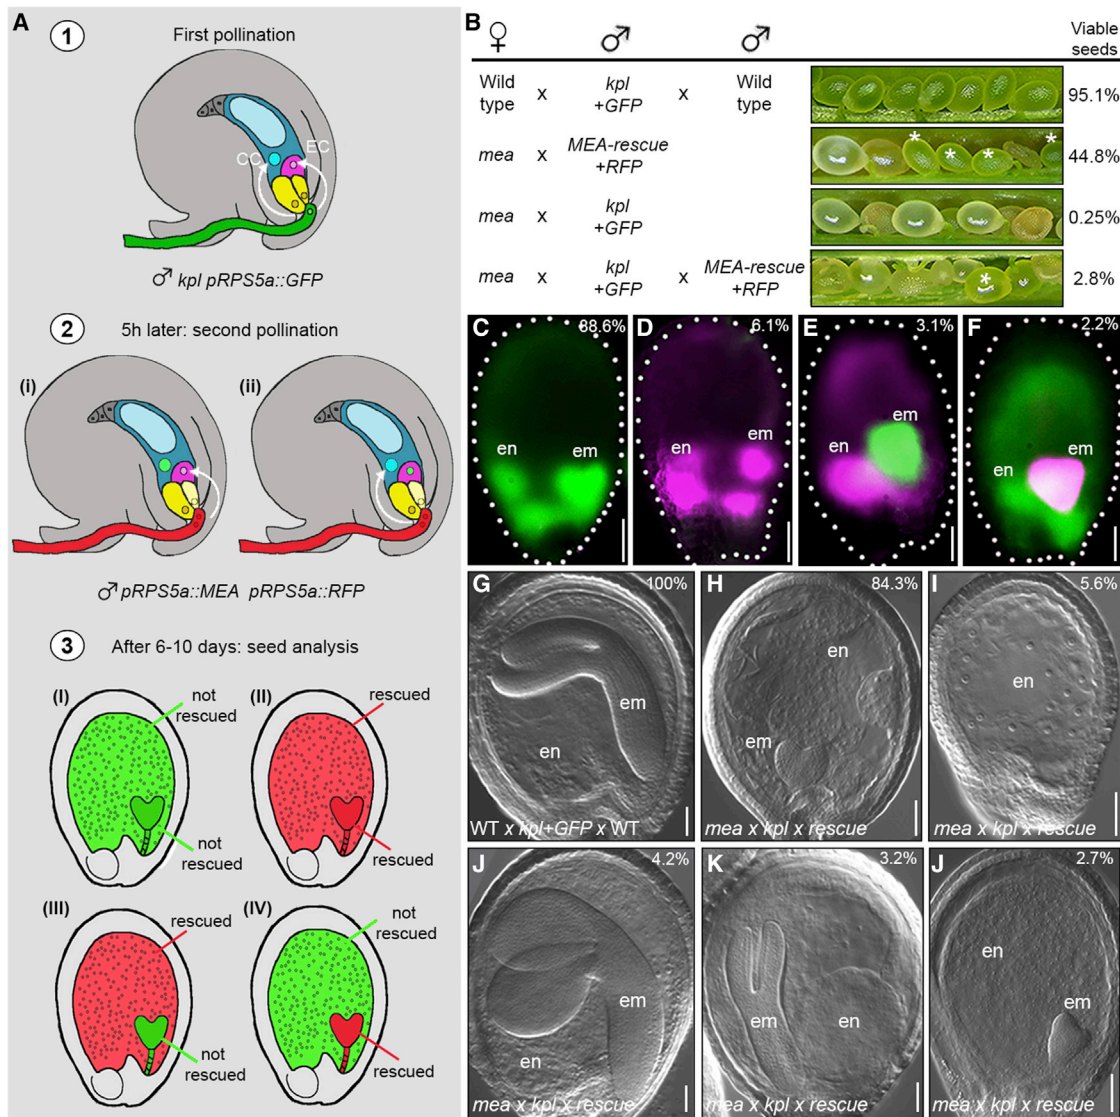 A
1
First pollination
CC
EC
♂ kpl pRPS5a::GFP
2
5h later: second pollination
(i)
(ii)
♂ pRPS5a::MEA pRPS5a::RFP
3
After 6-10 days: seed analysis
(I)
not
rescued
not
rescued
(II)
rescued
rescued
(III)
rescued
not
rescued
(IV)
not
rescued
rescued
B
♀ ♂ ♂ Viable
seeds
Wild
type
x
kpl
+GFP
x
Wild
type
95.1%
mea
x
MEA-rescue
+RFP
* * * *
44.8%
mea
x
kpl
+GFP
0.25%
mea
x
kpl
+GFP
x
MEA-rescue
+RFP
*
2.8%
C
88.6%
en
em
D
6.1%
en
em
E
3.1%
em
en
F
2.2%
em
en
G
100%
em
en
WT x kpl+GFP x WT
H
84.3%
en
em
mea x kpl x rescue
I
5.6%
en
J
4.2%
em
en
mea x kpl x rescue
K
3.2%
em
en
mea x kpl x rescue
J
2.7%
en
em
mea x kpl x rescue